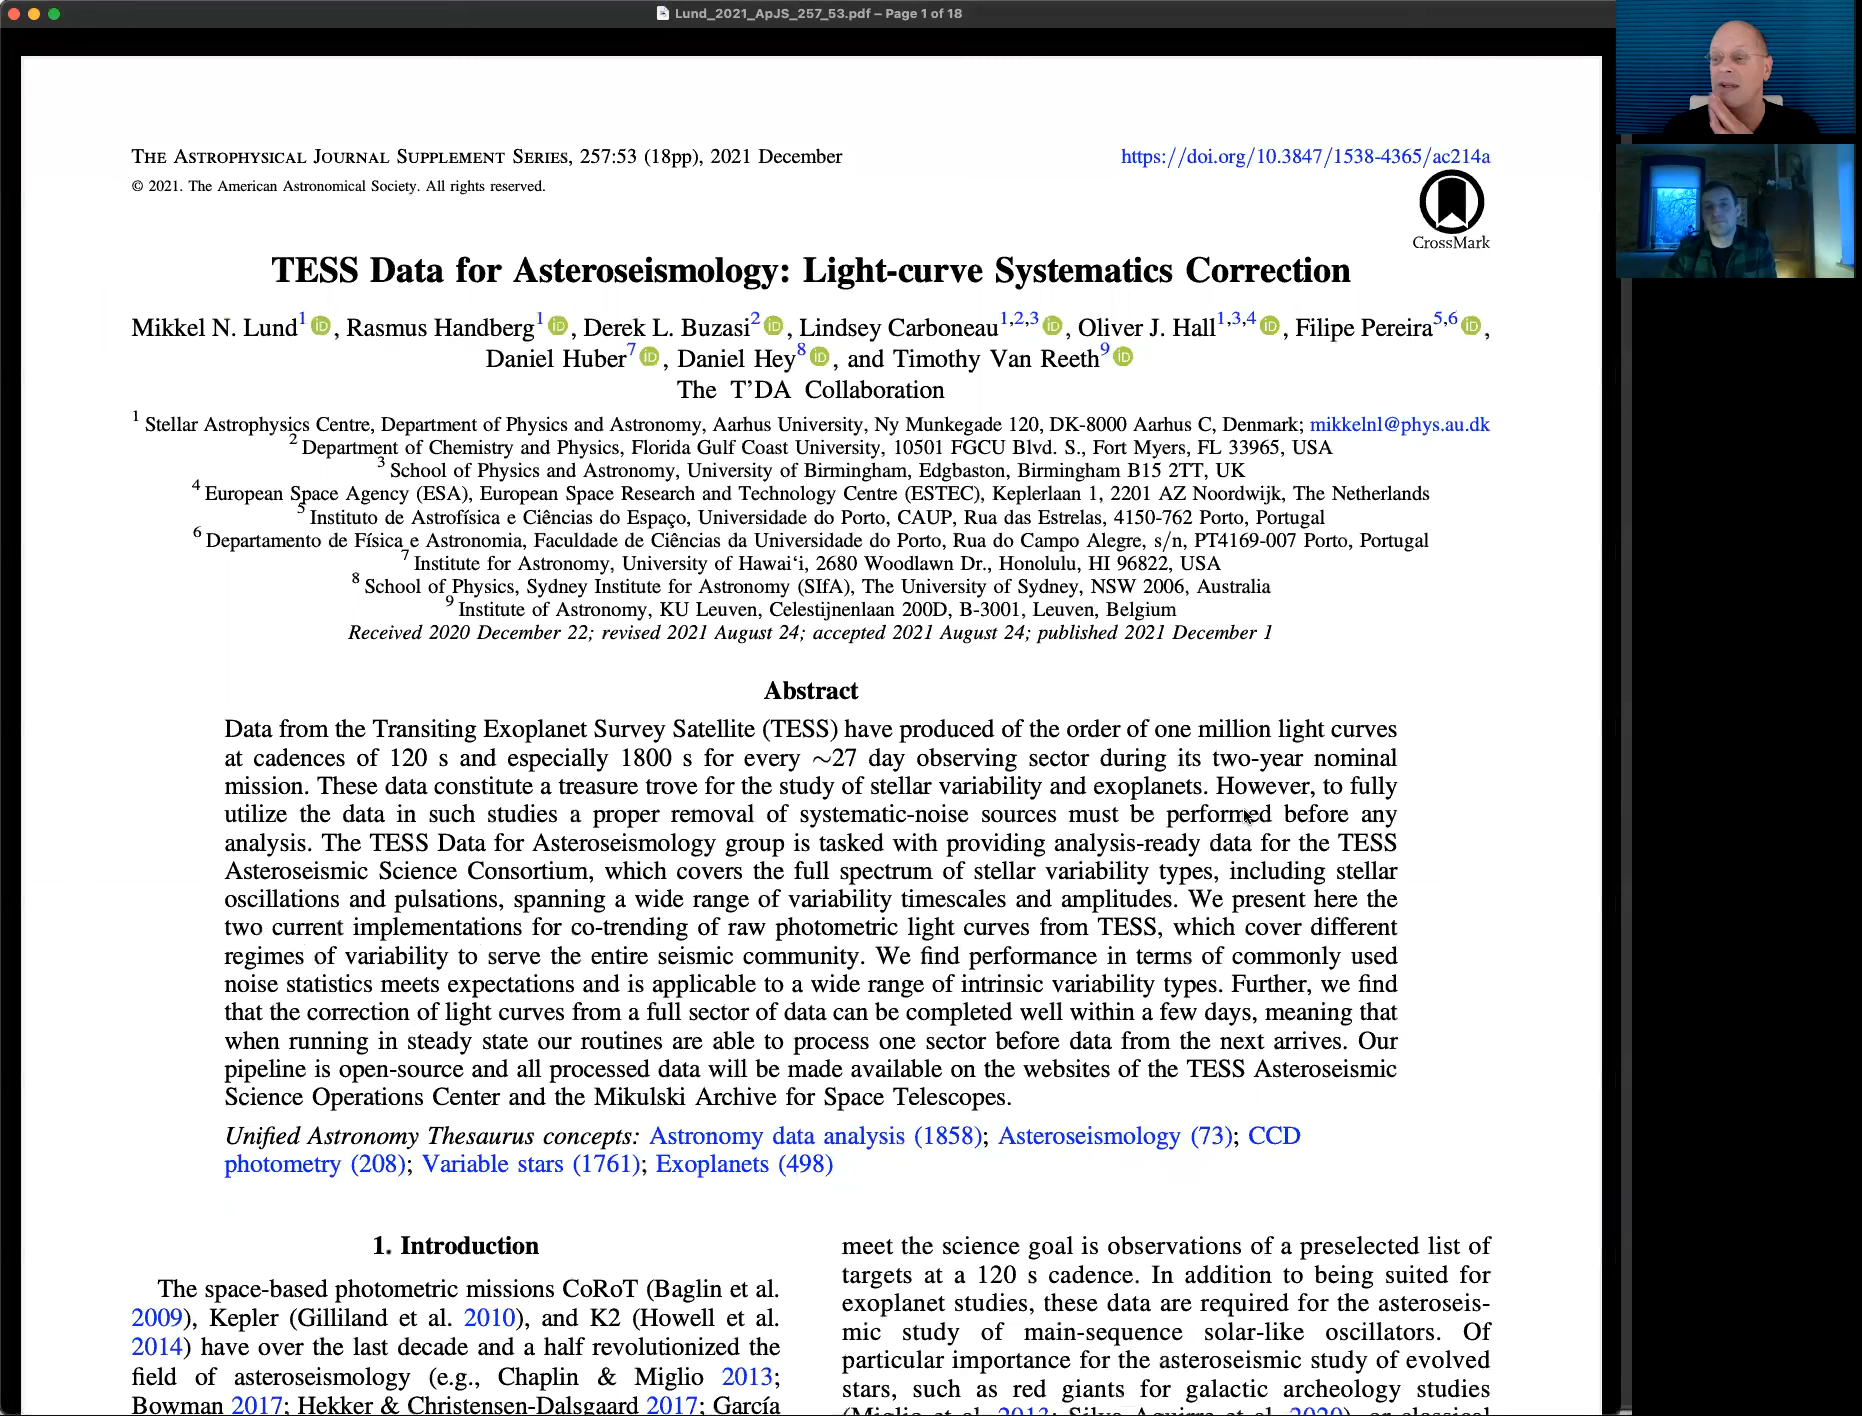 Lund_2021_ApJS_257_53.pdf – Page 1 of 18
The Astrophysical Journal Supplement Series, 257:53 (18pp), 2021 December
https://doi.org/10.3847/1538-4365/ac214a
© 2021. The American Astronomical Society. All rights reserved.
CrossMark
TESS Data for Asteroseismology: Light-curve Systematics Correction
Mikkel N. Lund1 iD, Rasmus Handberg1 iD, Derek L. Buzasi2 iD, Lindsey Carboneau1,2,3 iD, Oliver J. Hall1,3,4 iD, Filipe Pereira5,6 iD,
Daniel Huber7 iD, Daniel Hey8 iD, and Timothy Van Reeth9 iD
The T'DA Collaboration
1 Stellar Astrophysics Centre, Department of Physics and Astronomy, Aarhus University, Ny Munkegade 120, DK-8000 Aarhus C, Denmark; mikkelnl@phys.au.dk
2 Department of Chemistry and Physics, Florida Gulf Coast University, 10501 FGCU Blvd. S., Fort Myers, FL 33965, USA
3 School of Physics and Astronomy, University of Birmingham, Edgbaston, Birmingham B15 2TT, UK
4 European Space Agency (ESA), European Space Research and Technology Centre (ESTEC), Keplerlaan 1, 2201 AZ Noordwijk, The Netherlands
5 Instituto de Astrofísica e Ciências do Espaço, Universidade do Porto, CAUP, Rua das Estrelas, 4150-762 Porto, Portugal
6 Departamento de Física e Astronomia, Faculdade de Ciências da Universidade do Porto, Rua do Campo Alegre, s/n, PT4169-007 Porto, Portugal
7 Institute for Astronomy, University of Hawai‘i, 2680 Woodlawn Dr., Honolulu, HI 96822, USA
8 School of Physics, Sydney Institute for Astronomy (SIfA), The University of Sydney, NSW 2006, Australia
9 Institute of Astronomy, KU Leuven, Celestijnenlaan 200D, B-3001, Leuven, Belgium
Received 2020 December 22; revised 2021 August 24; accepted 2021 August 24; published 2021 December 1
Abstract
Data from the Transiting Exoplanet Survey Satellite (TESS) have produced of the order of one million light curves
at cadences of 120 s and especially 1800 s for every ∼27 day observing sector during its two-year nominal
mission. These data constitute a treasure trove for the study of stellar variability and exoplanets. However, to fully
utilize the data in such studies a proper removal of systematic-noise sources must be performed before any
analysis. The TESS Data for Asteroseismology group is tasked with providing analysis-ready data for the TESS
Asteroseismic Science Consortium, which covers the full spectrum of stellar variability types, including stellar
oscillations and pulsations, spanning a wide range of variability timescales and amplitudes. We present here the
two current implementations for co-trending of raw photometric light curves from TESS, which cover different
regimes of variability to serve the entire seismic community. We find performance in terms of commonly used
noise statistics meets expectations and is applicable to a wide range of intrinsic variability types. Further, we find
that the correction of light curves from a full sector of data can be completed well within a few days, meaning that
when running in steady state our routines are able to process one sector before data from the next arrives. Our
pipeline is open-source and all processed data will be made available on the websites of the TESS Asteroseismic
Science Operations Center and the Mikulski Archive for Space Telescopes.
Unified Astronomy Thesaurus concepts: Astronomy data analysis (1858); Asteroseismology (73); CCD
photometry (208); Variable stars (1761); Exoplanets (498)
1. Introduction
The space-based photometric missions CoRoT (Baglin et al.
2009), Kepler (Gilliland et al. 2010), and K2 (Howell et al.
2014) have over the last decade and a half revolutionized the
field of asteroseismology (e.g., Chaplin & Miglio 2013;
Bowman 2017; Hekker & Christensen-Dalsgaard 2017; García
meet the science goal is observations of a preselected list of
targets at a 120 s cadence. In addition to being suited for
exoplanet studies, these data are required for the asteroseis-
mic study of main-sequence solar-like oscillators. Of
particular importance for the asteroseismic study of evolved
stars, such as red giants for galactic archeology studies
(Miglio et al. 2013; Silva Aguirre et al. 2020), or classical